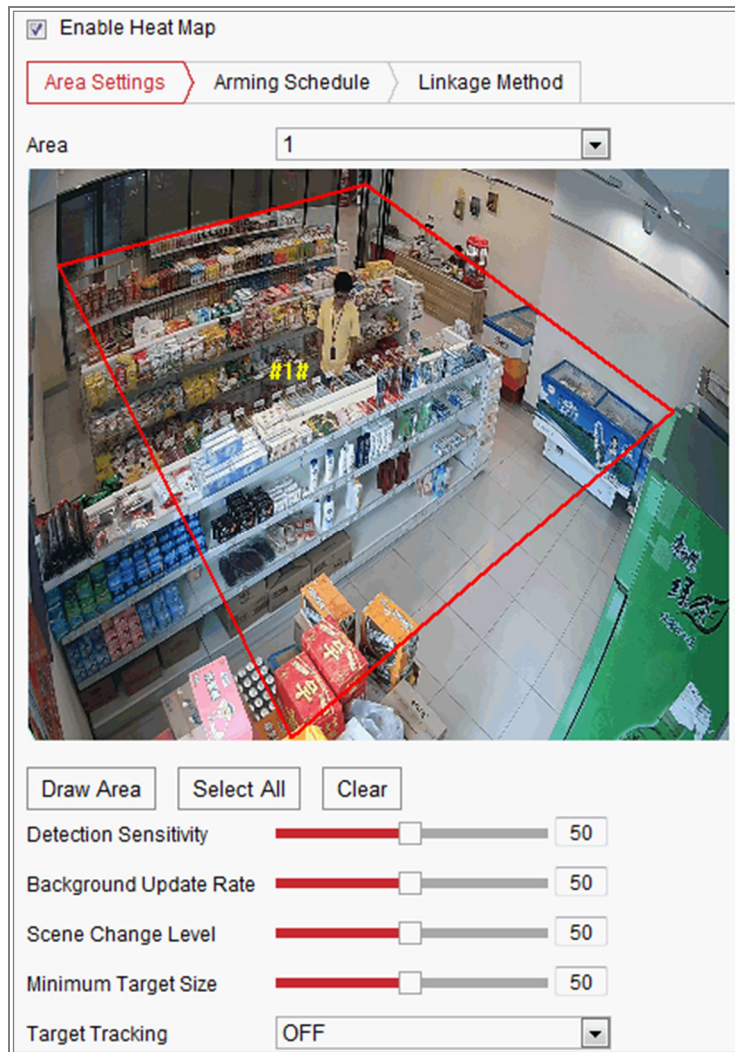 Enable Heat Map
Area Settings Arming Schedule Linkage Method
Area 1
#1#
Draw Area Select All Clear
Detection Sensitivity 50
Background Update Rate 50
Scene Change Level 50
Minimum Target Size 50
Target Tracking OFF